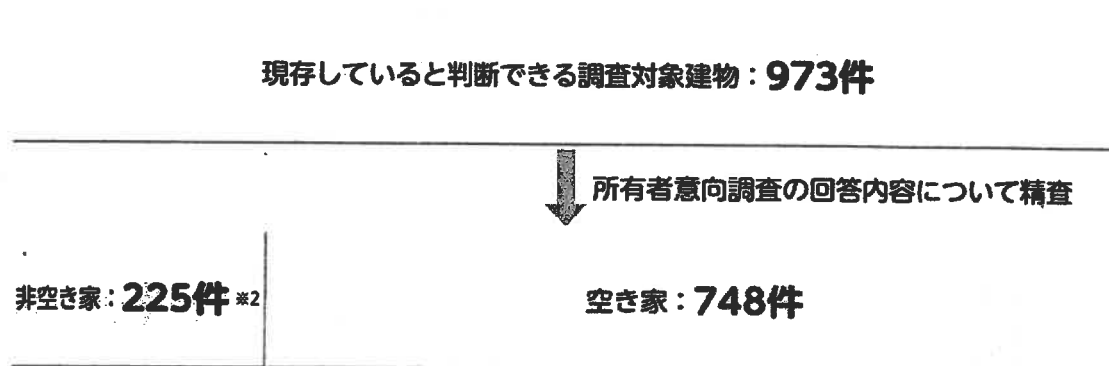 現存していると判断できる調査対象建物：973件
所有者意向調査の回答内容について精査
非空き家：225件 ※2
空き家：748件